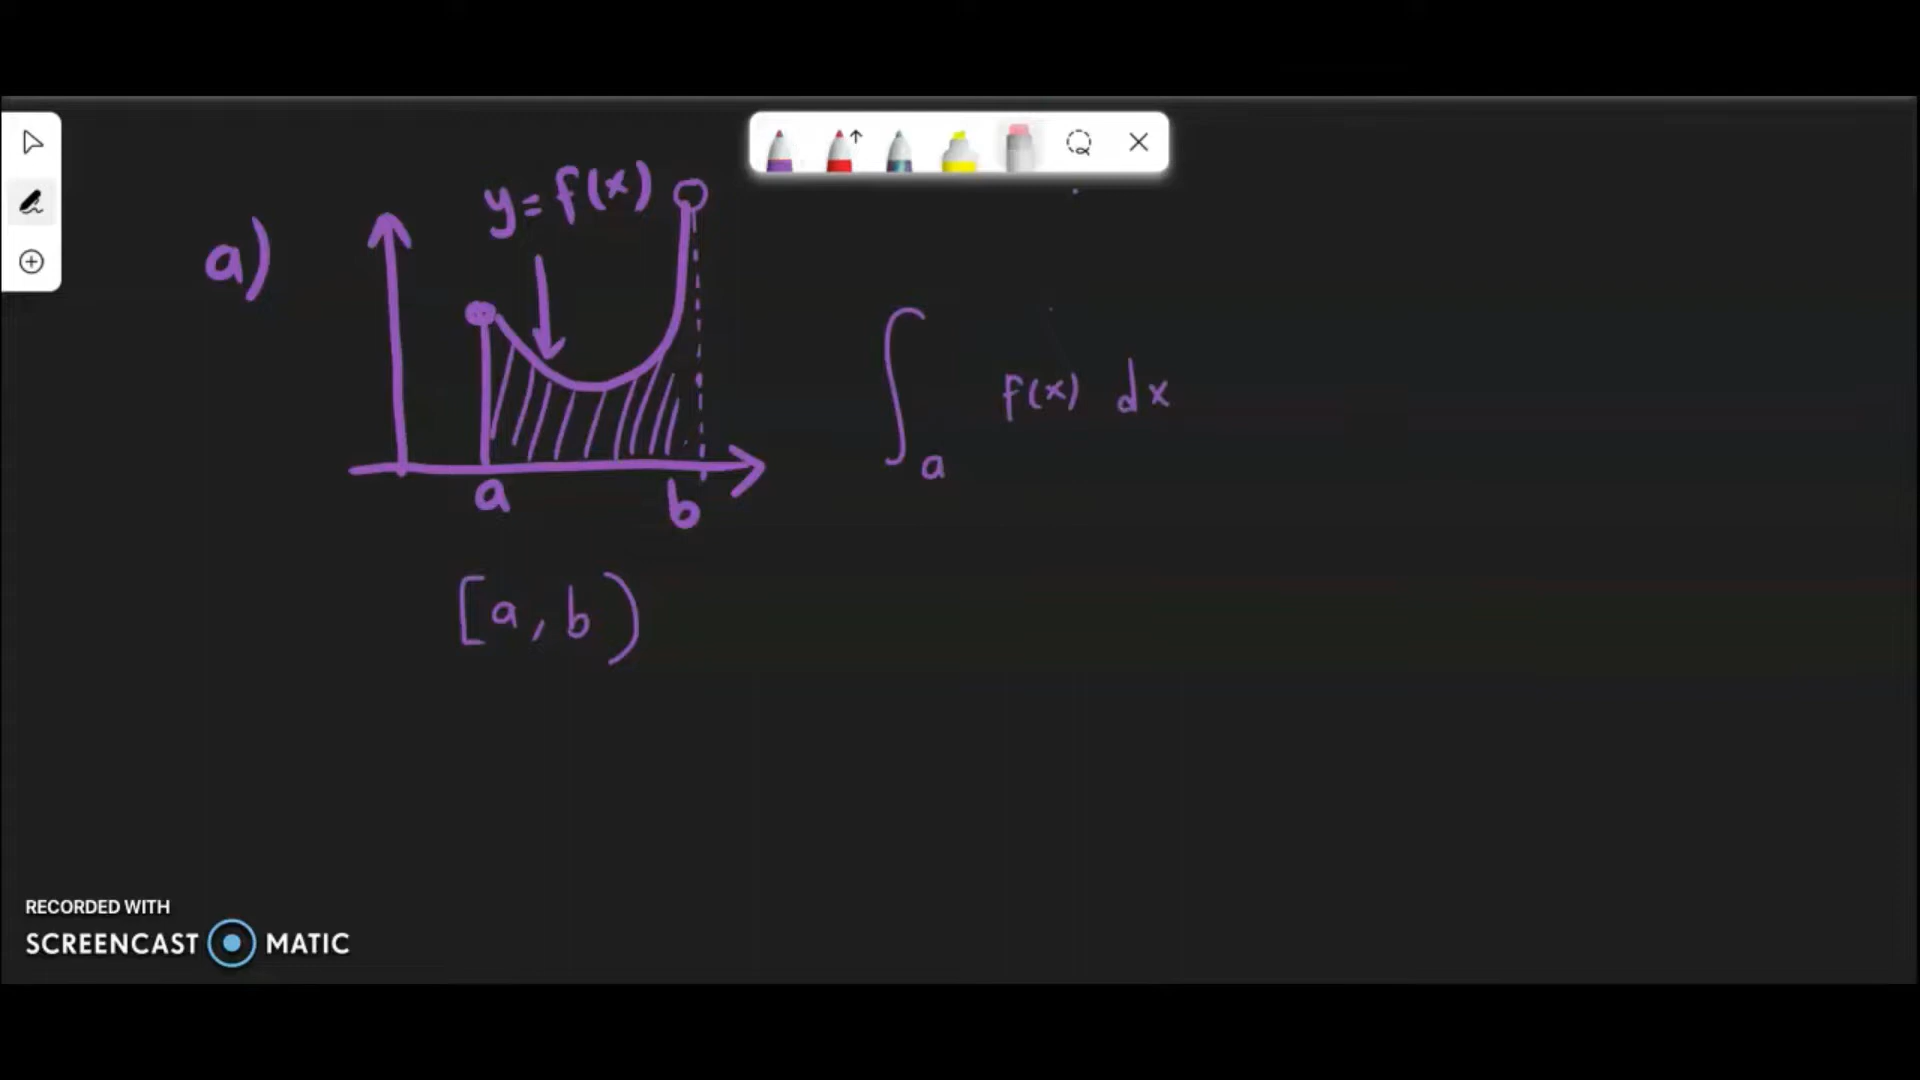 a)
y = f(x)
a b
[a, b)
∫a f(x) dx
RECORDED WITH
SCREENCAST MATIC